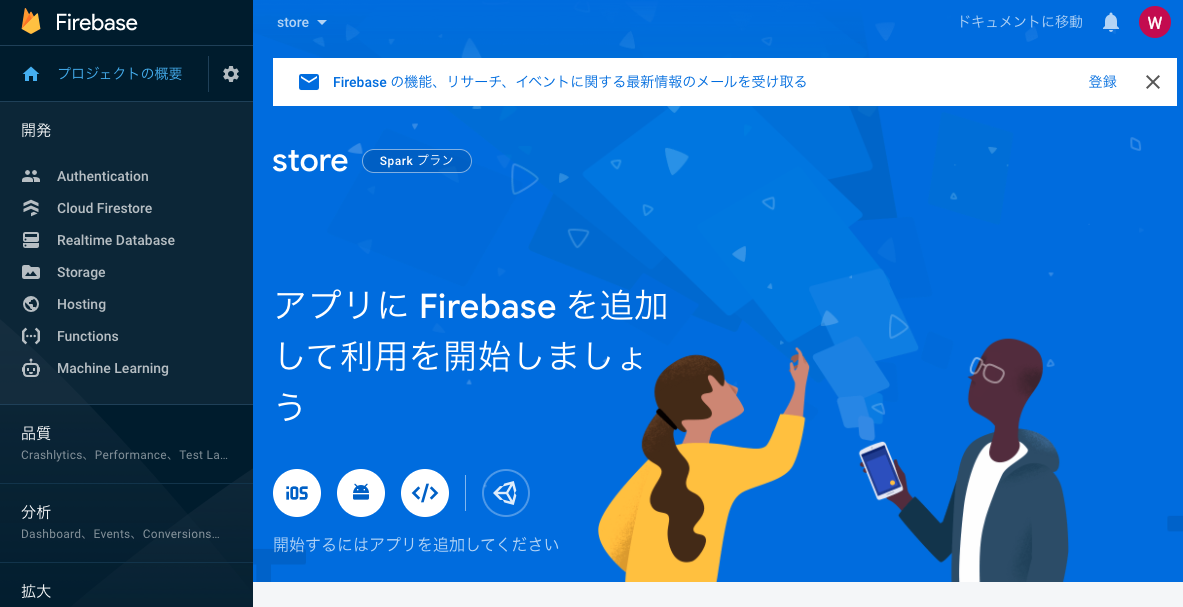 Firebase
store
ドキュメントに移動
W
プロジェクトの概要
Firebase の機能、リサーチ、イベントに関する最新情報のメールを受け取る
登録
開発
Authentication
Cloud Firestore
Realtime Database
Storage
Hosting
Functions
Machine Learning
品質
Crashlytics、Performance、Test La…
分析
Dashboard、Events、Conversions…
拡大
store
Spark プラン
アプリに Firebase を追加
して利用を開始しましょ
う
iOS
開始するにはアプリを追加してください